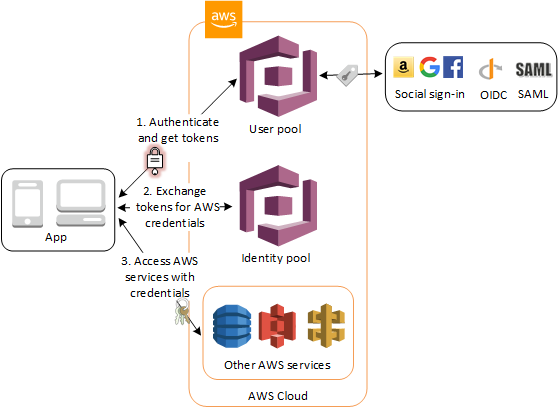 aws
1. Authenticate
and get tokens
User pool
a
G
f
SAML
Social sign-in
OIDC
SAML
2. Exchange
tokens for AWS
credentials
App
Identity pool
3. Access AWS
services with
credentials
Other AWS services
AWS Cloud